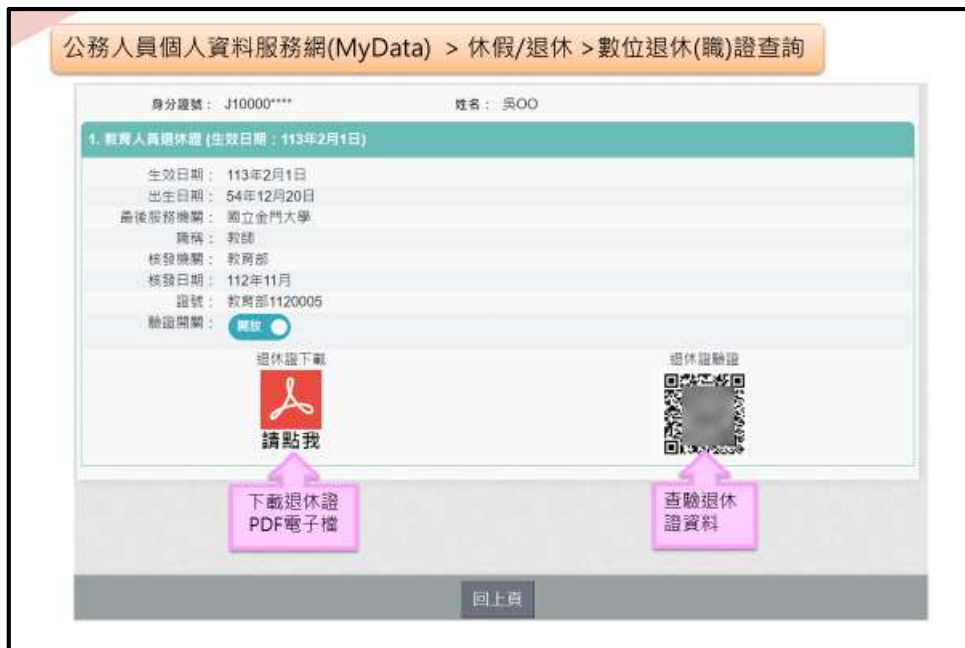 公務人員個人資料服務網(MyData) > 休假/退休 >數位退休(職)證查詢
身分證號： J10000**** 姓名： 吳OO
1. 教育人員退休證 (生效日期：113年2月1日)
生效日期： 113年2月1日
出生日期： 54年12月20日
最後服務機關： 國立金門大學
職稱： 教師
核發機關： 教育部
核發日期： 112年11月
證號： 教育部1120005
驗證開關： 開放
退休證下載 退休證驗證
請點我
下載退休證
PDF電子檔
查驗退休
證資料
回上頁